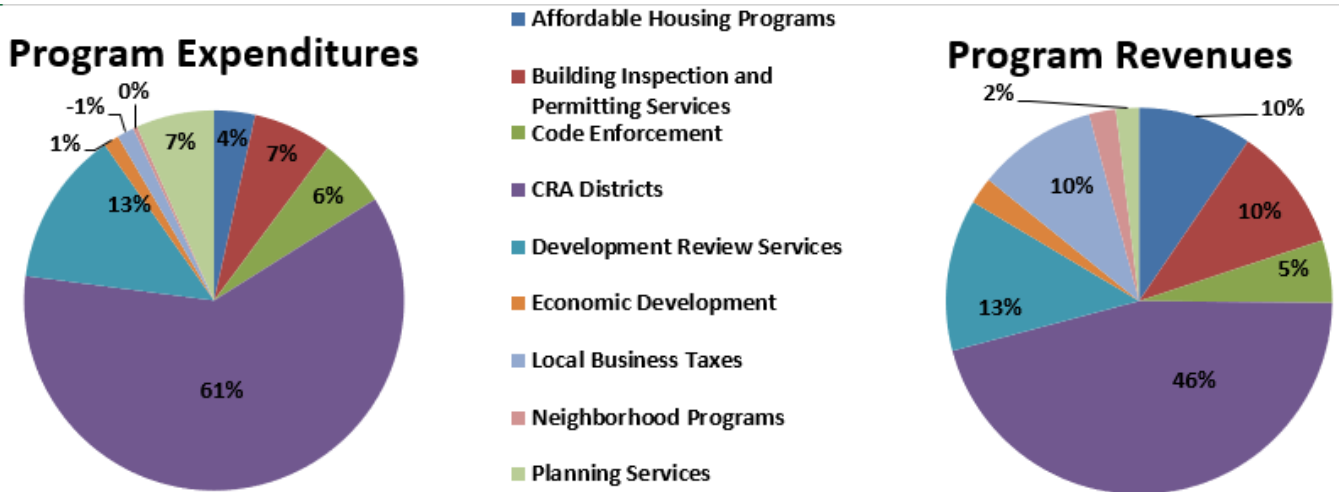 Program Expenditures
0%
-1%
1%
7%
4%
7%
6%
13%
61%
Affordable Housing Programs
Building Inspection and
Permitting Services
Code Enforcement
CRA Districts
Development Review Services
Economic Development
Local Business Taxes
Neighborhood Programs
Planning Services
Program Revenues
2%
10%
10%
10%
5%
13%
46%